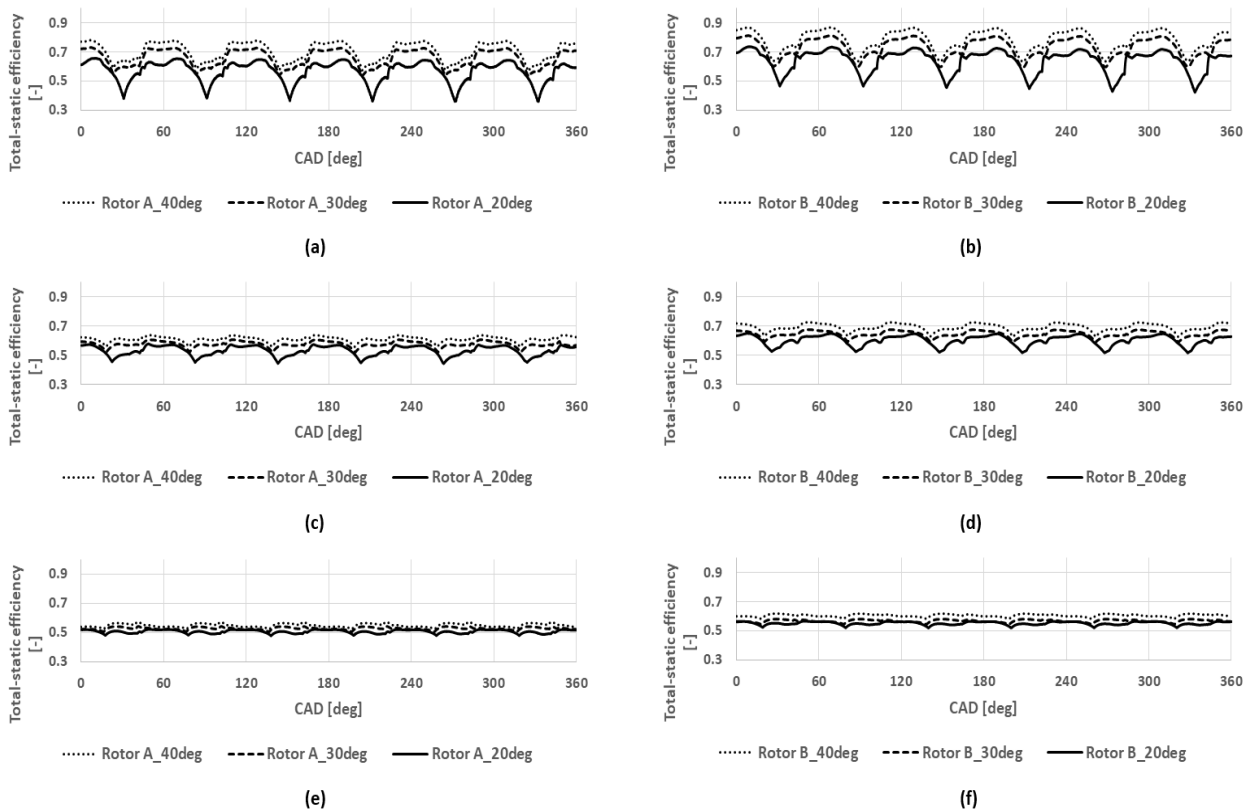 Total-static efficiency
[-]
0.9
0.7
0.5
0.3
0 60 120 180 240 300 360
CAD [deg]
Rotor A_40deg Rotor A_30deg Rotor A_20deg
(a)
Total-static efficiency
[-]
0.9
0.7
0.5
0.3
0 60 120 180 240 300 360
CAD [deg]
Rotor B_40deg Rotor B_30deg Rotor B_20deg
(b)
Total-static efficiency
[-]
0.9
0.7
0.5
0.3
0 60 120 180 240 300 360
CAD [deg]
Rotor A_40deg Rotor A_30deg Rotor A_20deg
(c)
Total-static efficiency
[-]
0.9
0.7
0.5
0.3
0 60 120 180 240 300 360
CAD [deg]
Rotor B_40deg Rotor B_30deg Rotor B_20deg
(d)
Total-static efficiency
[-]
0.9
0.7
0.5
0.3
0 60 120 180 240 300 360
CAD [deg]
Rotor A_40deg Rotor A_30deg Rotor A_20deg
(e)
Total-static efficiency
[-]
0.9
0.7
0.5
0.3
0 60 120 180 240 300 360
CAD [deg]
Rotor B_40deg Rotor B_30deg Rotor B_20deg
(f)